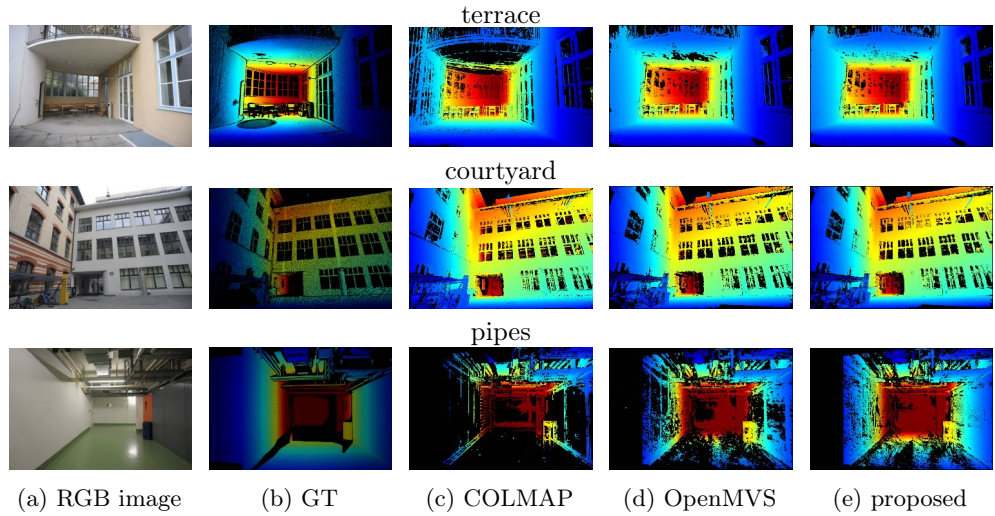 terrace
courtyard
pipes
(a) RGB image (b) GT (c) COLMAP (d) OpenMVS (e) proposed